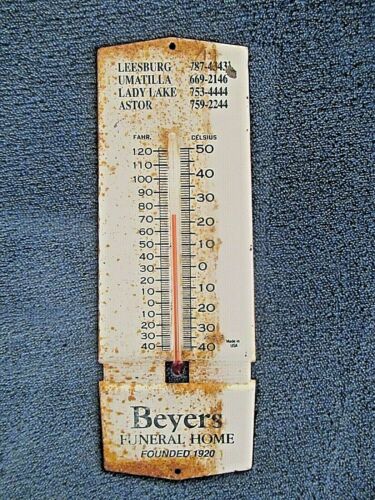 LEESBURG 787-4343
UMATILLA 669-2146
LADY LAKE 753-4444
ASTOR 759-2244
FAHR. CELSIUS
120 50
110
100 40
90
80 30
70
60 20
50 10
40
30 0
20
10 10
0 20
10
20 30
30
40 40
Made in
USA
Beyers
FUNERAL HOME
FOUNDED 1920